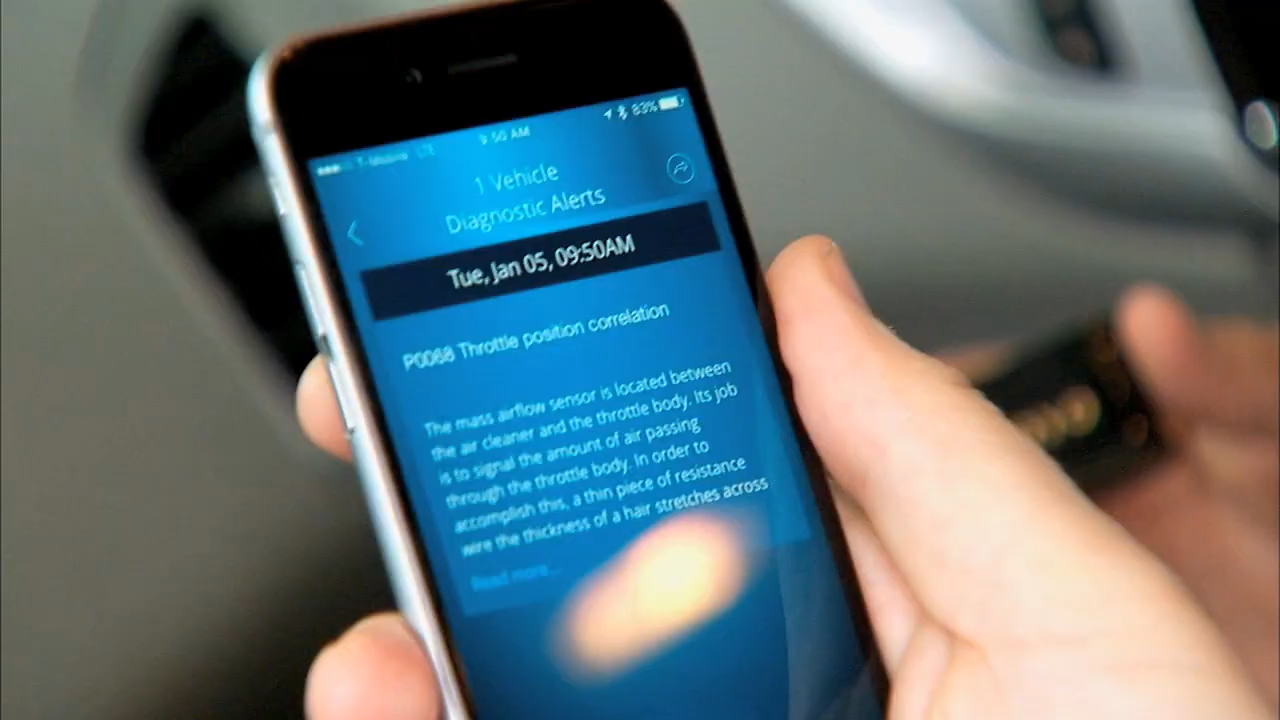 T-Mobile LTE
9:50 AM
83%
1 Vehicle
Diagnostic Alerts
Tue, Jan 05, 09:50AM
P0068 Throttle position correlation
The mass airflow sensor is located between
the air cleaner and the throttle body. Its job
is to signal the amount of air passing
through the throttle body. In order to
accomplish this, a thin piece of resistance
wire the thickness of a hair stretches across
Read more...